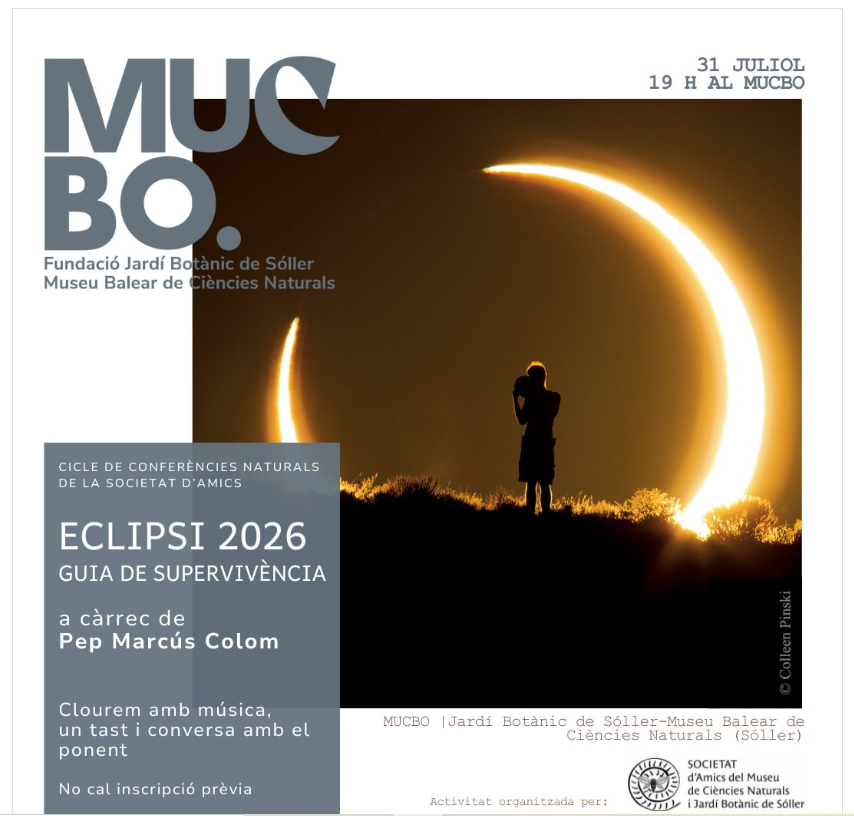 MUC
BO.
Fundació Jardí Botànic de Sóller
Museu Balear de Ciències Naturals
31 JULIOL
19 H AL MUCBO
CICLE DE CONFERÈNCIES NATURALS
DE LA SOCIETAT D'AMICS
ECLIPSI 2026
GUIA DE SUPERVIVÈNCIA
a càrrec de
Pep Marcús Colom
Clourem amb música,
un tast i conversa amb el
ponent
No cal inscripció prèvia
© Colleen Pinski
MUCBO |Jardí Botànic de Sóller-Museu Balear de
Ciències Naturals (Sóller)
Activitat organitzada per:
SOCIETAT
d'Amics del Museu
de Ciències Naturals
i Jardí Botànic de Sóller